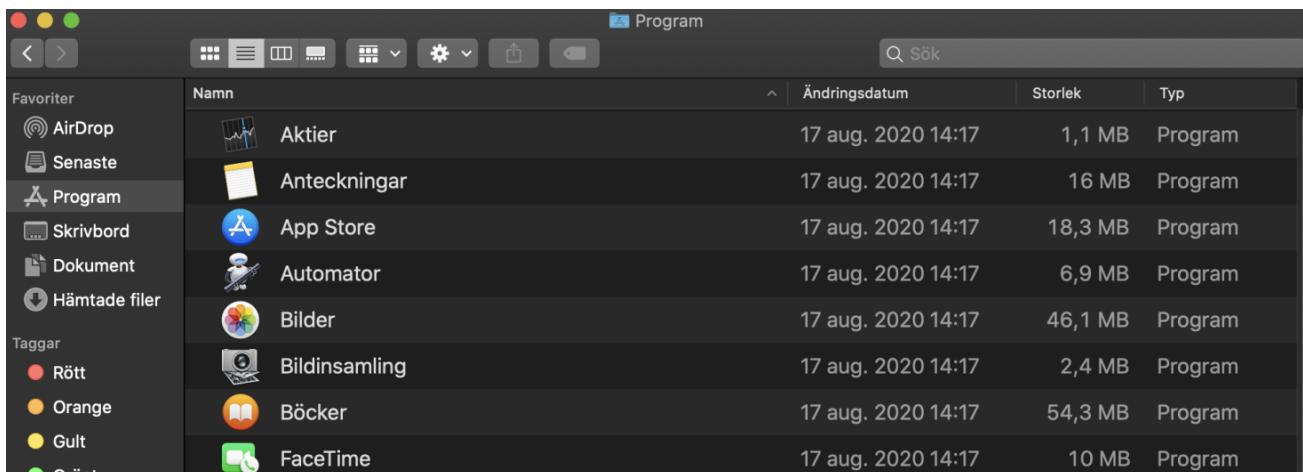 Program
Sök
Favoriter
AirDrop
Senaste
Program
Skrivbord
Dokument
Hämtade filer
Taggar
Rött
Orange
Gult
Namn Ändringsdatum Storlek Typ
Aktier 17 aug. 2020 14:17 1,1 MB Program
Anteckningar 17 aug. 2020 14:17 16 MB Program
App Store 17 aug. 2020 14:17 18,3 MB Program
Automator 17 aug. 2020 14:17 6,9 MB Program
Bilder 17 aug. 2020 14:17 46,1 MB Program
Bildinsamling 17 aug. 2020 14:17 2,4 MB Program
Böcker 17 aug. 2020 14:17 54,3 MB Program
FaceTime 17 aug. 2020 14:17 10 MB Program